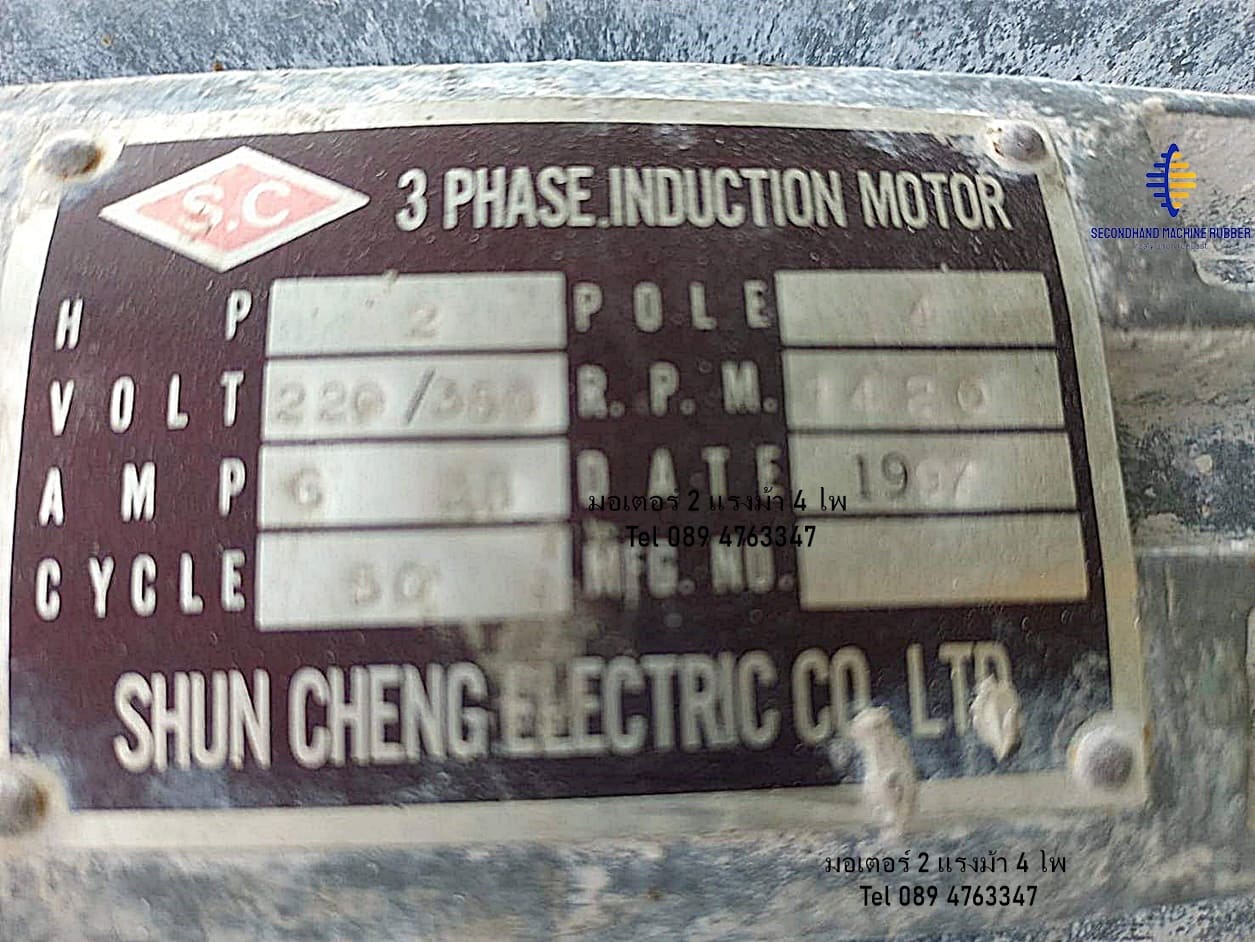 S.C 3 PHASE. INDUCTION MOTOR
SECONDHAND MACHINE RUBBER
H P 2 POLE 4
VOLT 220/380 R.P.M. 1420
AMP 6 DATE 199
มอเตอร์ 2 แรงม้า 4 โพ
Tel 089 4763347
CYCLE 50 MFG. NO.
SHUN CHENG ELECTRIC CO. LTD
มอเตอร์ 2 แรงม้า 4 โพ
Tel 089 4763347